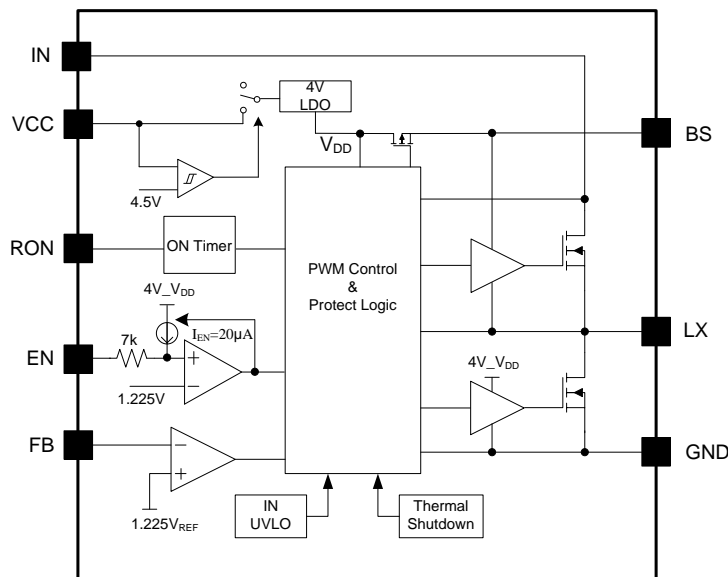 IN
4V
LDO
VCC
BS
V_DD
4.5V
RON
ON Timer
PWM Control
&
Protect Logic
4V_V_DD
I_EN=20μA
7k
EN
LX
1.225V
4V_V_DD
FB
GND
1.225V_REF
IN
UVLO
Thermal
Shutdown